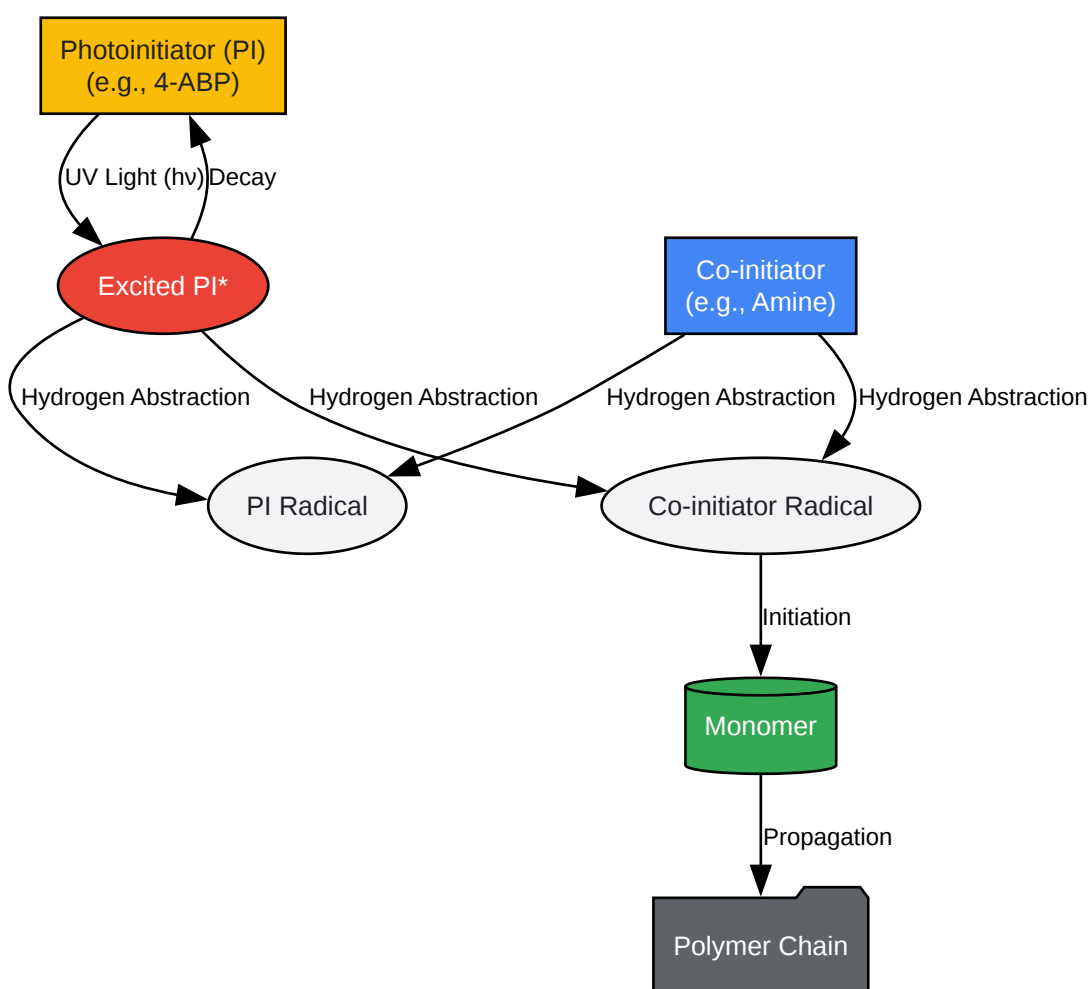 Photoinitiator (PI)
(e.g., 4-ABP)
UV Light (hν)
Decay
Excited PI*
Co-initiator
(e.g., Amine)
Hydrogen Abstraction
Hydrogen Abstraction
Hydrogen Abstraction
Hydrogen Abstraction
PI Radical
Co-initiator Radical
Initiation
Monomer
Propagation
Polymer Chain